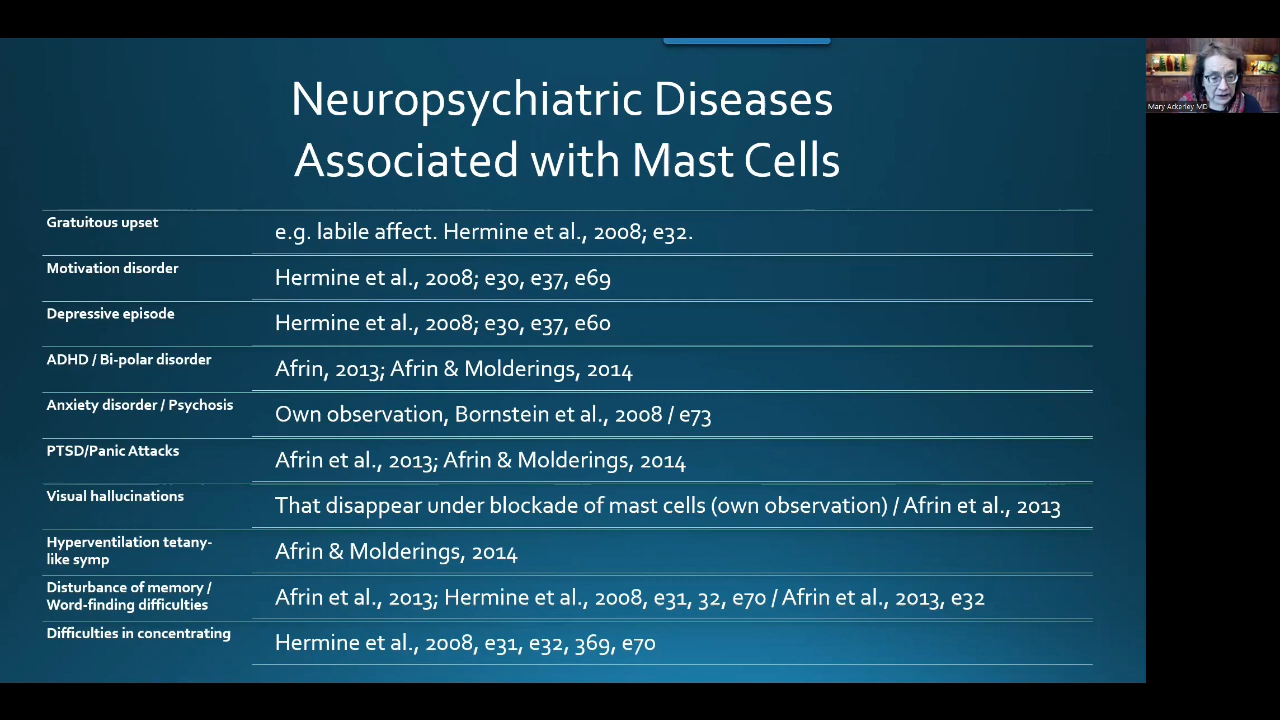 Neuropsychiatric Diseases
Associated with Mast Cells
Mary Ackerley MD
Gratuitous upset
e.g. labile affect. Hermine et al., 2008; e32.
Motivation disorder
Hermine et al., 2008; e30, e37, e69
Depressive episode
Hermine et al., 2008; e30, e37, e60
ADHD / Bi-polar disorder
Afrin, 2013; Afrin & Molderings, 2014
Anxiety disorder / Psychosis
Own observation, Bornstein et al., 2008 / e73
PTSD/Panic Attacks
Afrin et al., 2013; Afrin & Molderings, 2014
Visual hallucinations
That disappear under blockade of mast cells (own observation) / Afrin et al., 2013
Hyperventilation tetany-
like symp
Afrin & Molderings, 2014
Disturbance of memory /
Word-finding difficulties
Afrin et al., 2013; Hermine et al., 2008, e31, 32, e70 / Afrin et al., 2013, e32
Difficulties in concentrating
Hermine et al., 2008, e31, e32, 369, e70